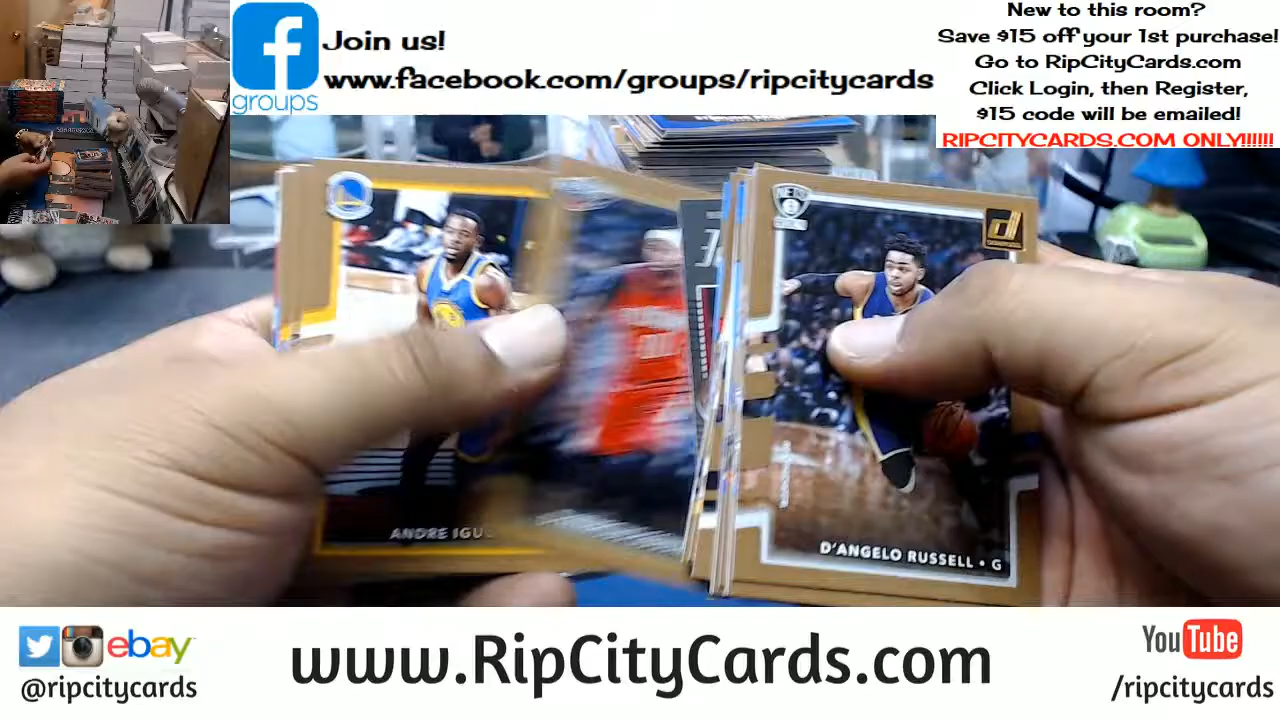 Join us!
www.facebook.com/groups/ripcitycards
groups
New to this room?
Save $15 off your 1st purchase!
Go to RipCityCards.com
Click Login, then Register,
$15 code will be emailed!
RIPCITYCARDS.COM ONLY!!!!!!
ANDRE IGU
D'ANGELO RUSSELL • G
ebay
@ripcitycards
www.RipCityCards.com
YouTube
/ripcitycards